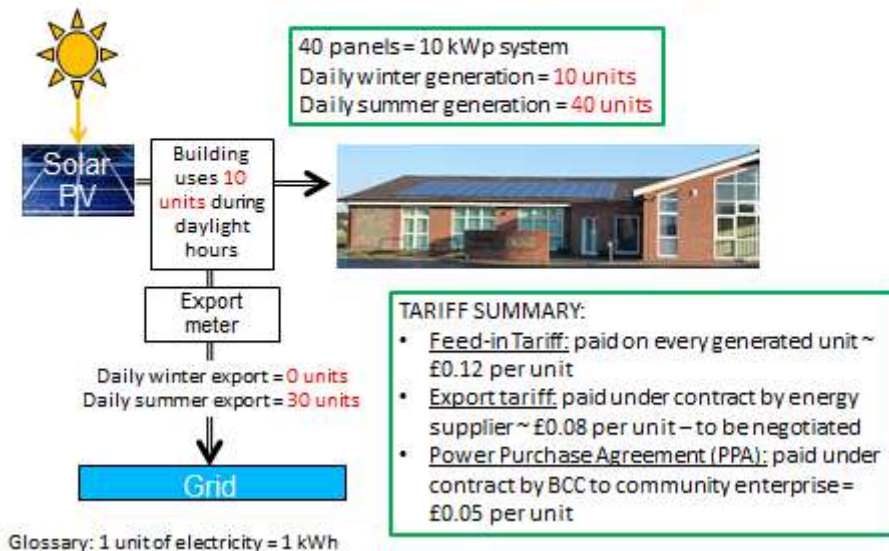 40 panels = 10 kWp system
Daily winter generation = 10 units
Daily summer generation = 40 units
Solar
PV
Building
uses 10
units during
daylight
hours
Export
meter
Daily winter export = 0 units
Daily summer export = 30 units
Grid
TARIFF SUMMARY:
• Feed-in Tariff: paid on every generated unit ~
£0.12 per unit
• Export tariff: paid under contract by energy
supplier ~ £0.08 per unit – to be negotiated
• Power Purchase Agreement (PPA): paid under
contract by BCC to community enterprise =
£0.05 per unit
Glossary: 1 unit of electricity = 1 kWh